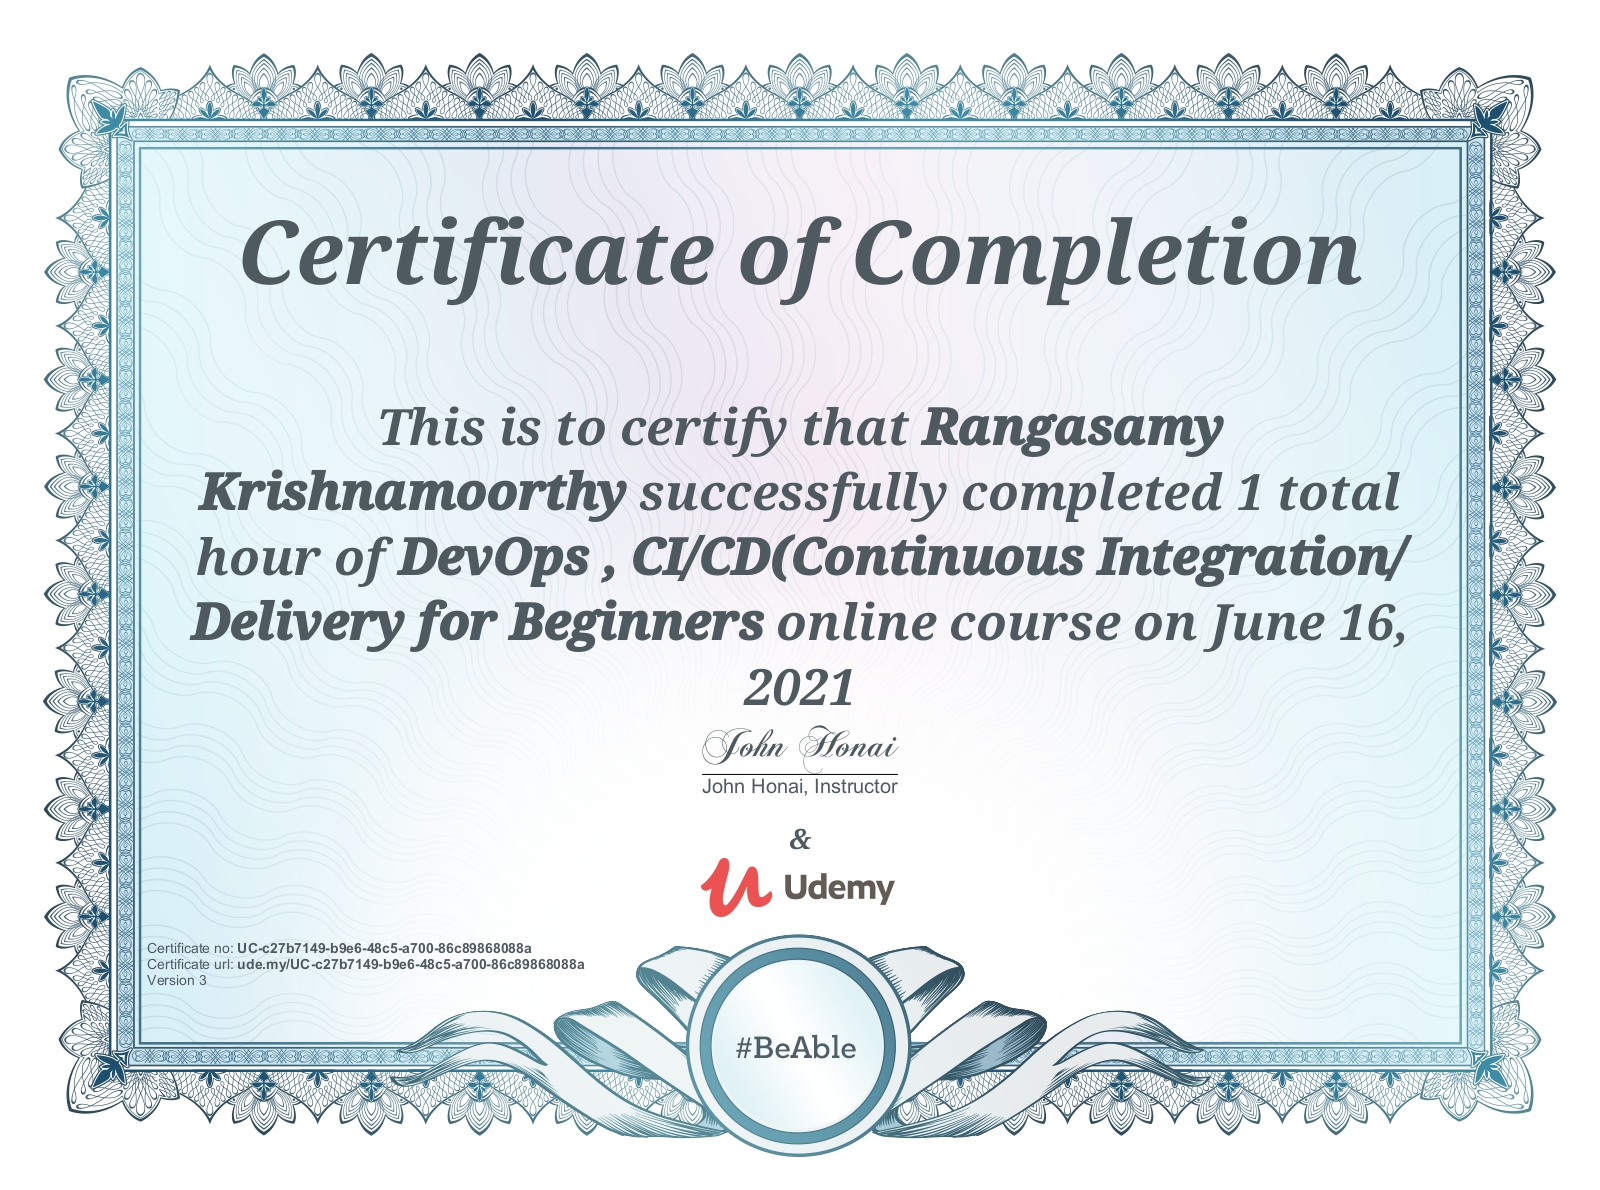 Certificate of Completion
This is to certify that Rangasamy
Krishnamoorthy successfully completed 1 total
hour of DevOps , CI/CD(Continuous Integration/
Delivery for Beginners online course on June 16,
2021
John Honai
John Honai, Instructor
&
Udemy
Certificate no: UC-c27b7149-b9e6-48c5-a700-86c89868088a
Certificate url: ude.my/UC-c27b7149-b9e6-48c5-a700-86c89868088a
Version 3
#BeAble